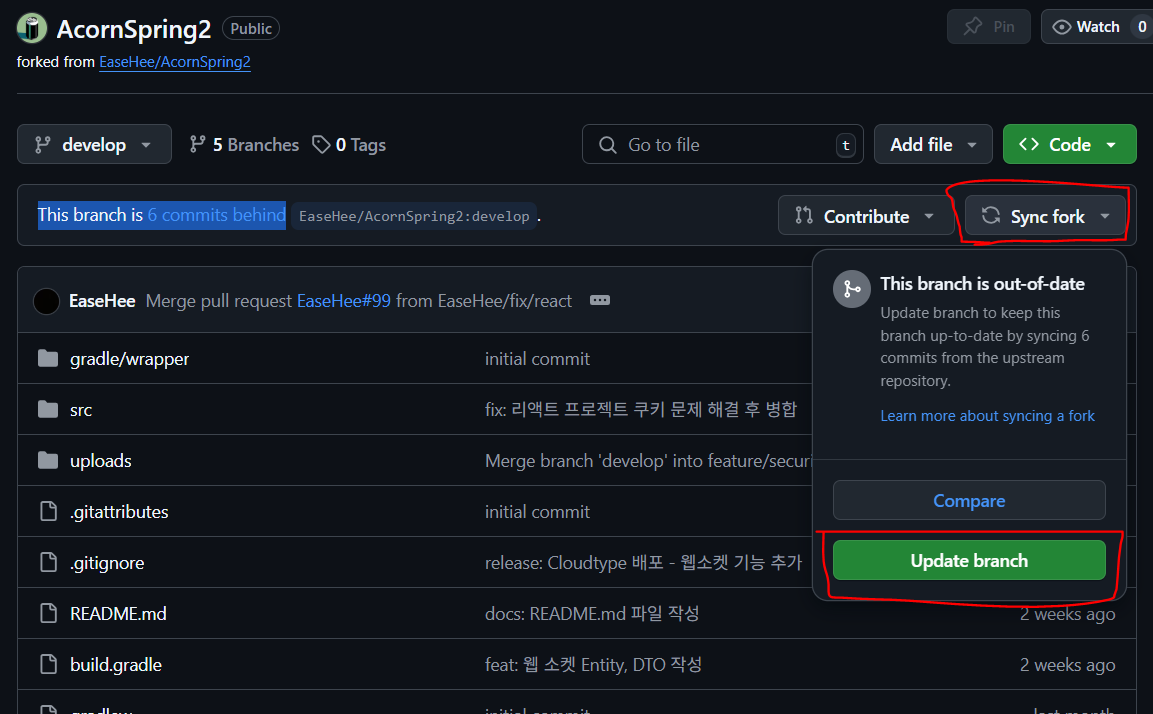 AcornSpring2 Public Pin Watch 0
forked from EaseHee/AcornSpring2
develop 5 Branches 0 Tags Go to file t Add file <> Code
This branch is 6 commits behind EaseHee/AcornSpring2:develop . Contribute Sync fork
This branch is out-of-date
Update branch to keep this
branch up-to-date by syncing 6
commits from the upstream
repository.
Learn more about syncing a fork
Compare
Update branch
EaseHee Merge pull request EaseHee#99 from EaseHee/fix/react
gradle/wrapper initial commit
src fix: 리액트 프로젝트 쿠키 문제 해결 후 병합
uploads Merge branch 'develop' into feature/securi
.gitattributes initial commit
.gitignore release: Cloudtype 배포 - 웹소켓 기능 추가
README.md docs: README.md 파일 작성 2 weeks ago
build.gradle feat: 웹 소켓 Entity, DTO 작성 2 weeks ago
gradlew initial commit last month